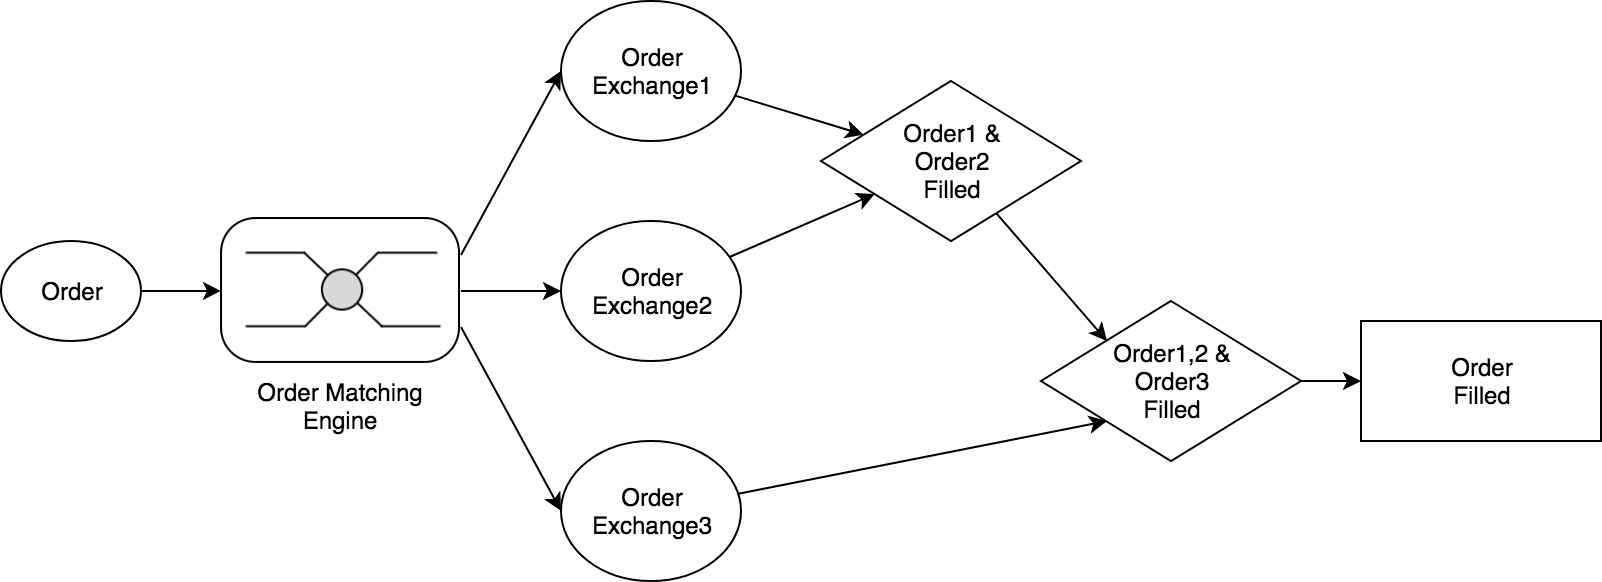 Order
Order Matching
Engine
Order
Exchange1
Order
Exchange2
Order
Exchange3
Order1 &
Order2
Filled
Order1,2 &
Order3
Filled
Order
Filled